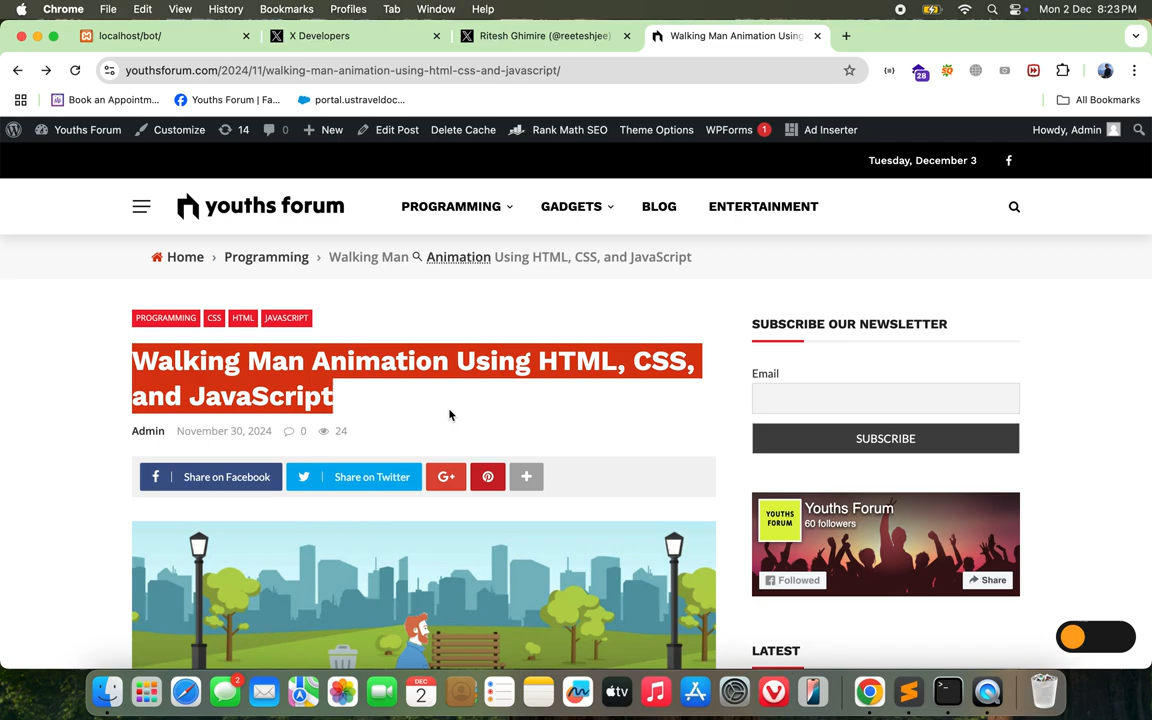 Chrome File Edit View History Bookmarks Profiles Tab Window Help Mon 2 Dec 8:23 PM
localhost/bot/ X Developers Ritesh Ghimire (@reeteshjee) Walking Man Animation Using
youthsforum.com/2024/11/walking-man-animation-using-html-css-and-javascript/ 28
Book an Appointm... Youths Forum | Fa... portal.ustraveldoc... All Bookmarks
Youths Forum Customize 14 0 New Edit Post Delete Cache Rank Math SEO Theme Options WPForms 1 Ad Inserter Howdy, Admin
Tuesday, December 3
youths forum PROGRAMMING GADGETS BLOG ENTERTAINMENT
Home › Programming › Walking Man Animation Using HTML, CSS, and JavaScript
PROGRAMMING CSS HTML JAVASCRIPT
Walking Man Animation Using HTML, CSS,
and JavaScript
Admin November 30, 2024 0 24
Share on Facebook Share on Twitter G+
SUBSCRIBE OUR NEWSLETTER
Email
SUBSCRIBE
YOUTHS
FORUM
Youths Forum
60 followers
Followed Share
LATEST
2
DEC
2
tv